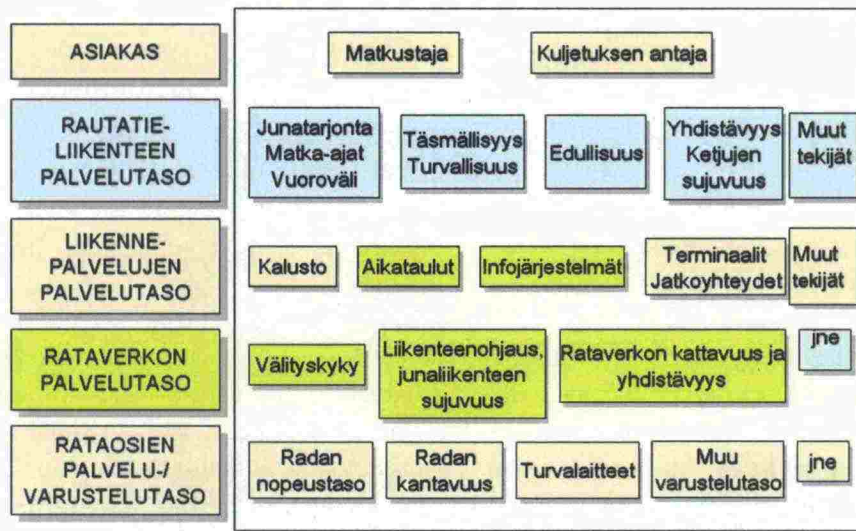 ASIAKAS
Matkustaja
Kuljetuksen antaja
RAUTATIE-
LIIKENTEEN
PALVELUTASO
Junatarjonta
Matka-ajat
Vuoroväli
Täsmällisyys
Turvallisuus
Edullisuus
Yhdistävyys
Ketjujen
sujuvuus
Muut
tekijät
LIIKENNE-
PALVELUJEN
PALVELUTASO
Kalusto
Aikataulut
Infojärjestelmät
Terminaalit
Jatkoyhteydet
Muut
tekijät
RATAVERKON
PALVELUTASO
Välityskyky
Liikenteenohjaus,
junaliikenteen
sujuvuus
Rataverkon kattavuus ja
yhdistävyys
jne
RATAOSIEN
PALVELU-/
VARUSTELUTASO
Radan
nopeustaso
Radan
kantavuus
Turvalaitteet
Muu
varustelutaso
jne